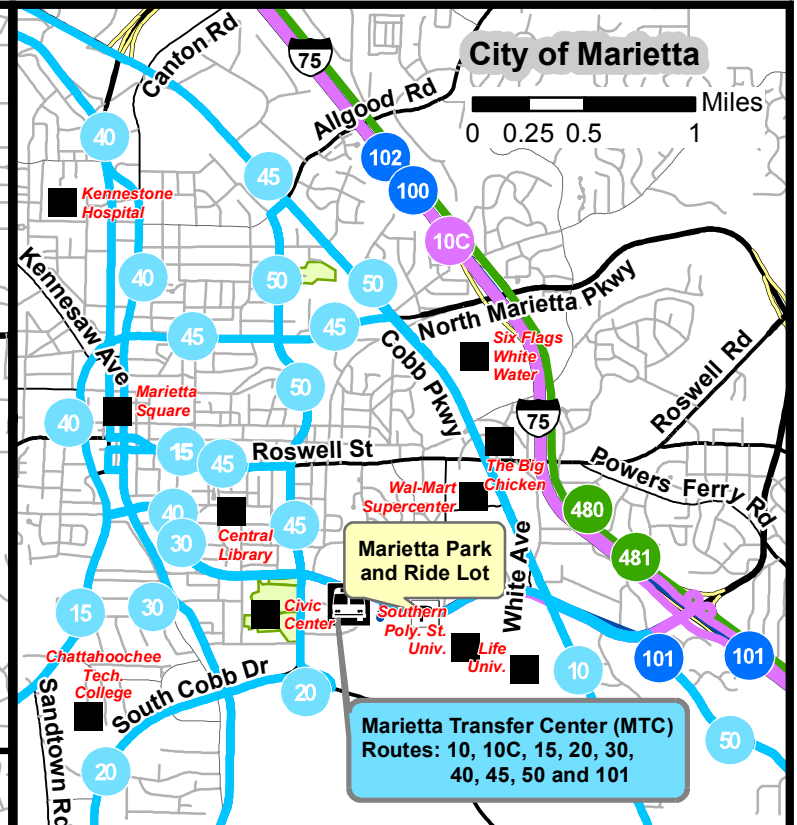 Canton Rd
75
City of Marietta
Miles
0 0.25 0.5 1
Allgood Rd
40
102
45
100
Kennestone
Hospital
10C
40
50
50
Kennesaw Ave
North Marietta Pkwy
45
45
Cobb Pkwy
Six Flags
White
Water
Roswell Rd
50
Marietta
Square
40
75
15
45
Roswell St
The Big
Chicken
Powers Ferry Rd
Wal-Mart
Supercenter
40
480
Central
Library
45
30
Marietta Park
and Ride Lot
481
White Ave
15
30
Civic
Center
Southern
Poly. St.
Univ.
Life
Univ.
101
101
10
Chattahoochee
Tech.
College
Sandtown Rd
South Cobb Dr
20
Marietta Transfer Center (MTC)
Routes: 10, 10C, 15, 20, 30,
40, 45, 50 and 101
50
20